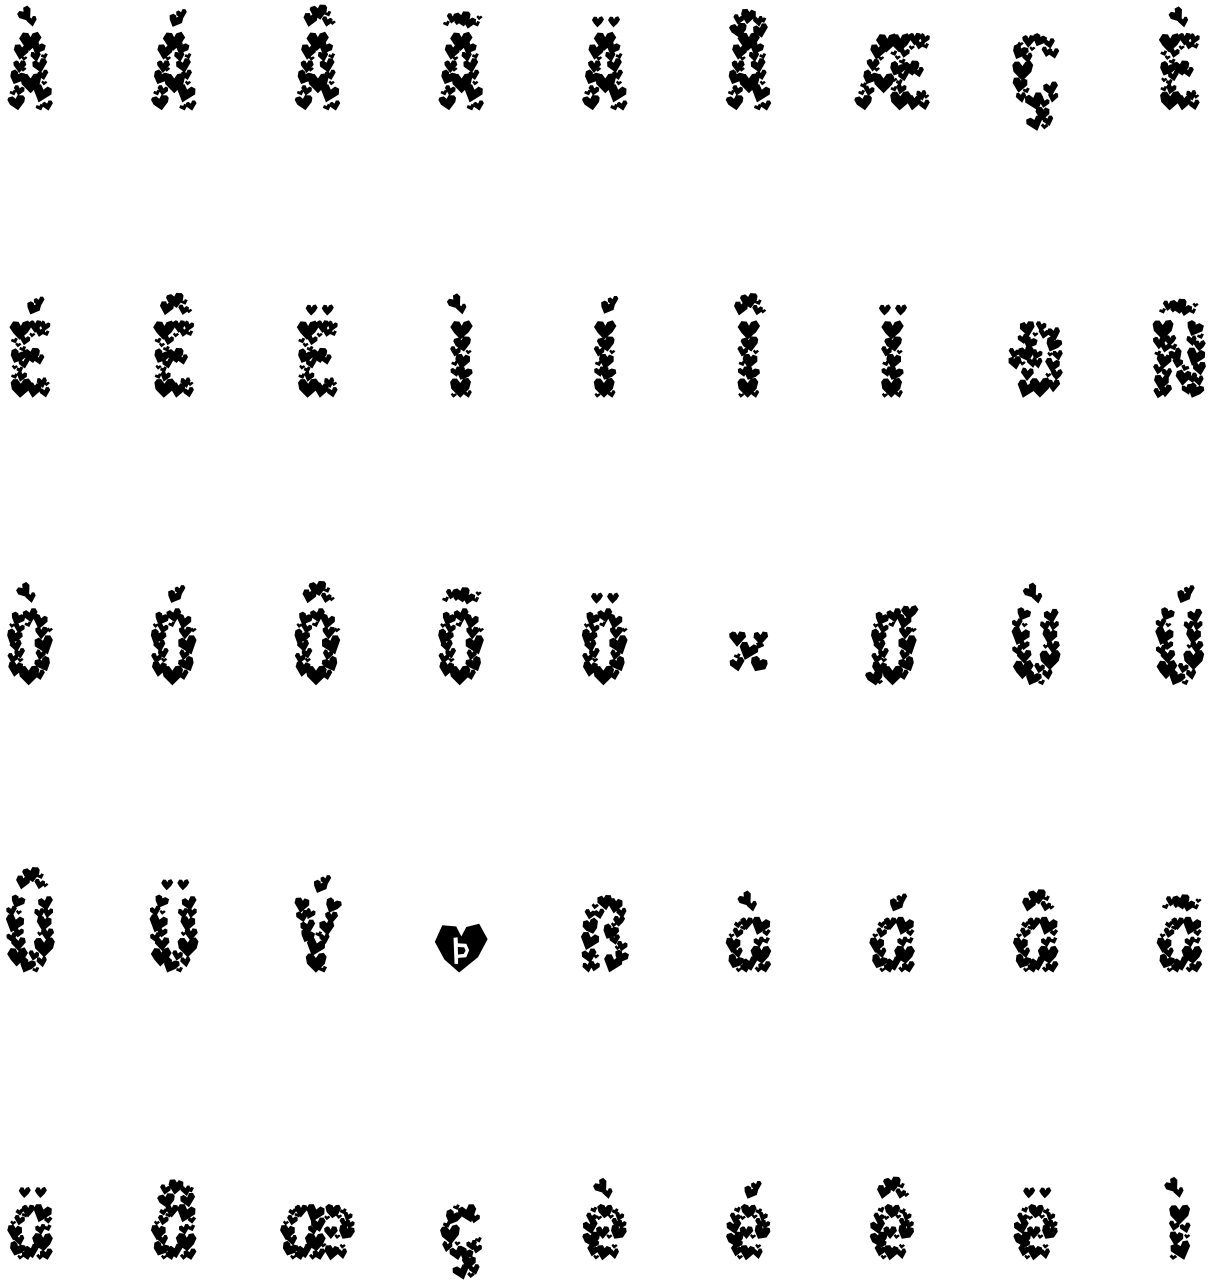 À Á Â Ã Ä Å Æ Ç È
É Ê Ë Ì Í Î Ï Ð Ñ
Ò Ó Ô Õ Ö × Ø Ù Ú
Û Ü Ý Þ ß à á â ã
ä å æ ç è é ê ë ì